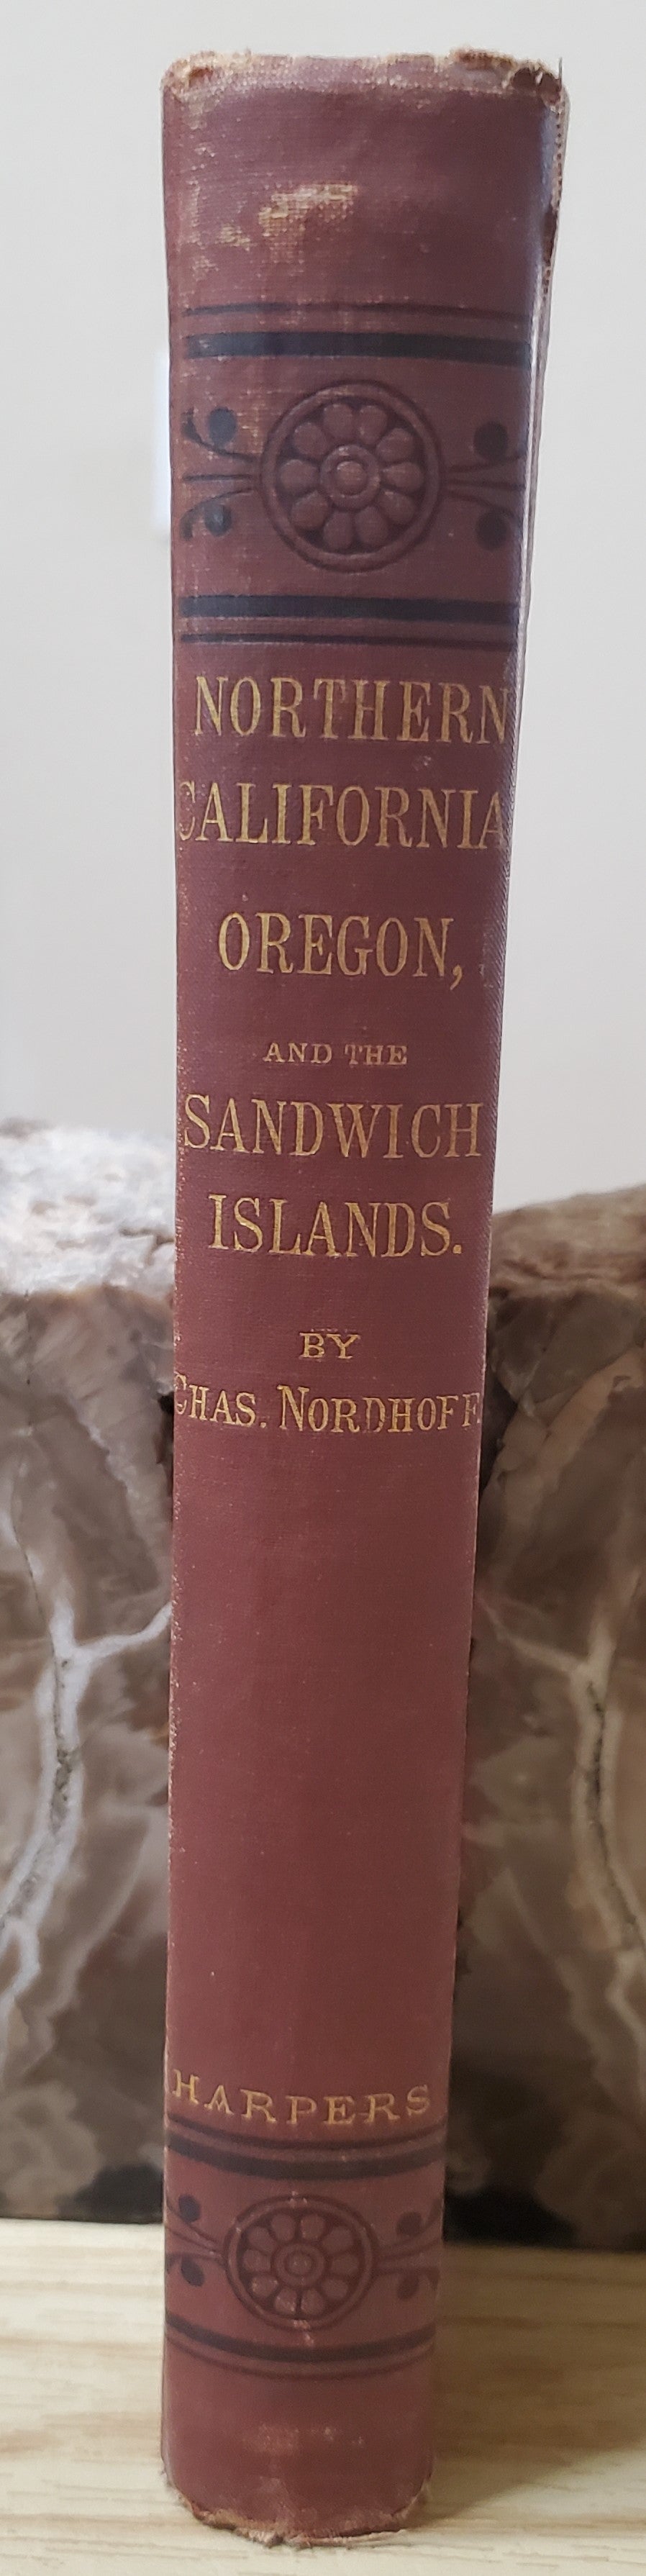 NORTHERN
CALIFORNIA
OREGON,
AND THE
SANDWICH
ISLANDS.
BY
CHAS. NORDHOFF
HARPERS